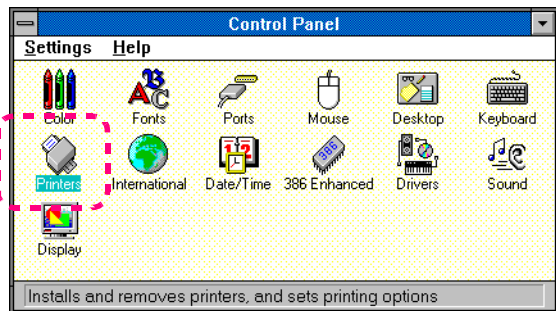 Control Panel
Settings Help
Color Fonts Ports Mouse Desktop Keyboard
Printers International Date/Time 386 Enhanced Drivers Sound
Display
Installs and removes printers, and sets printing options